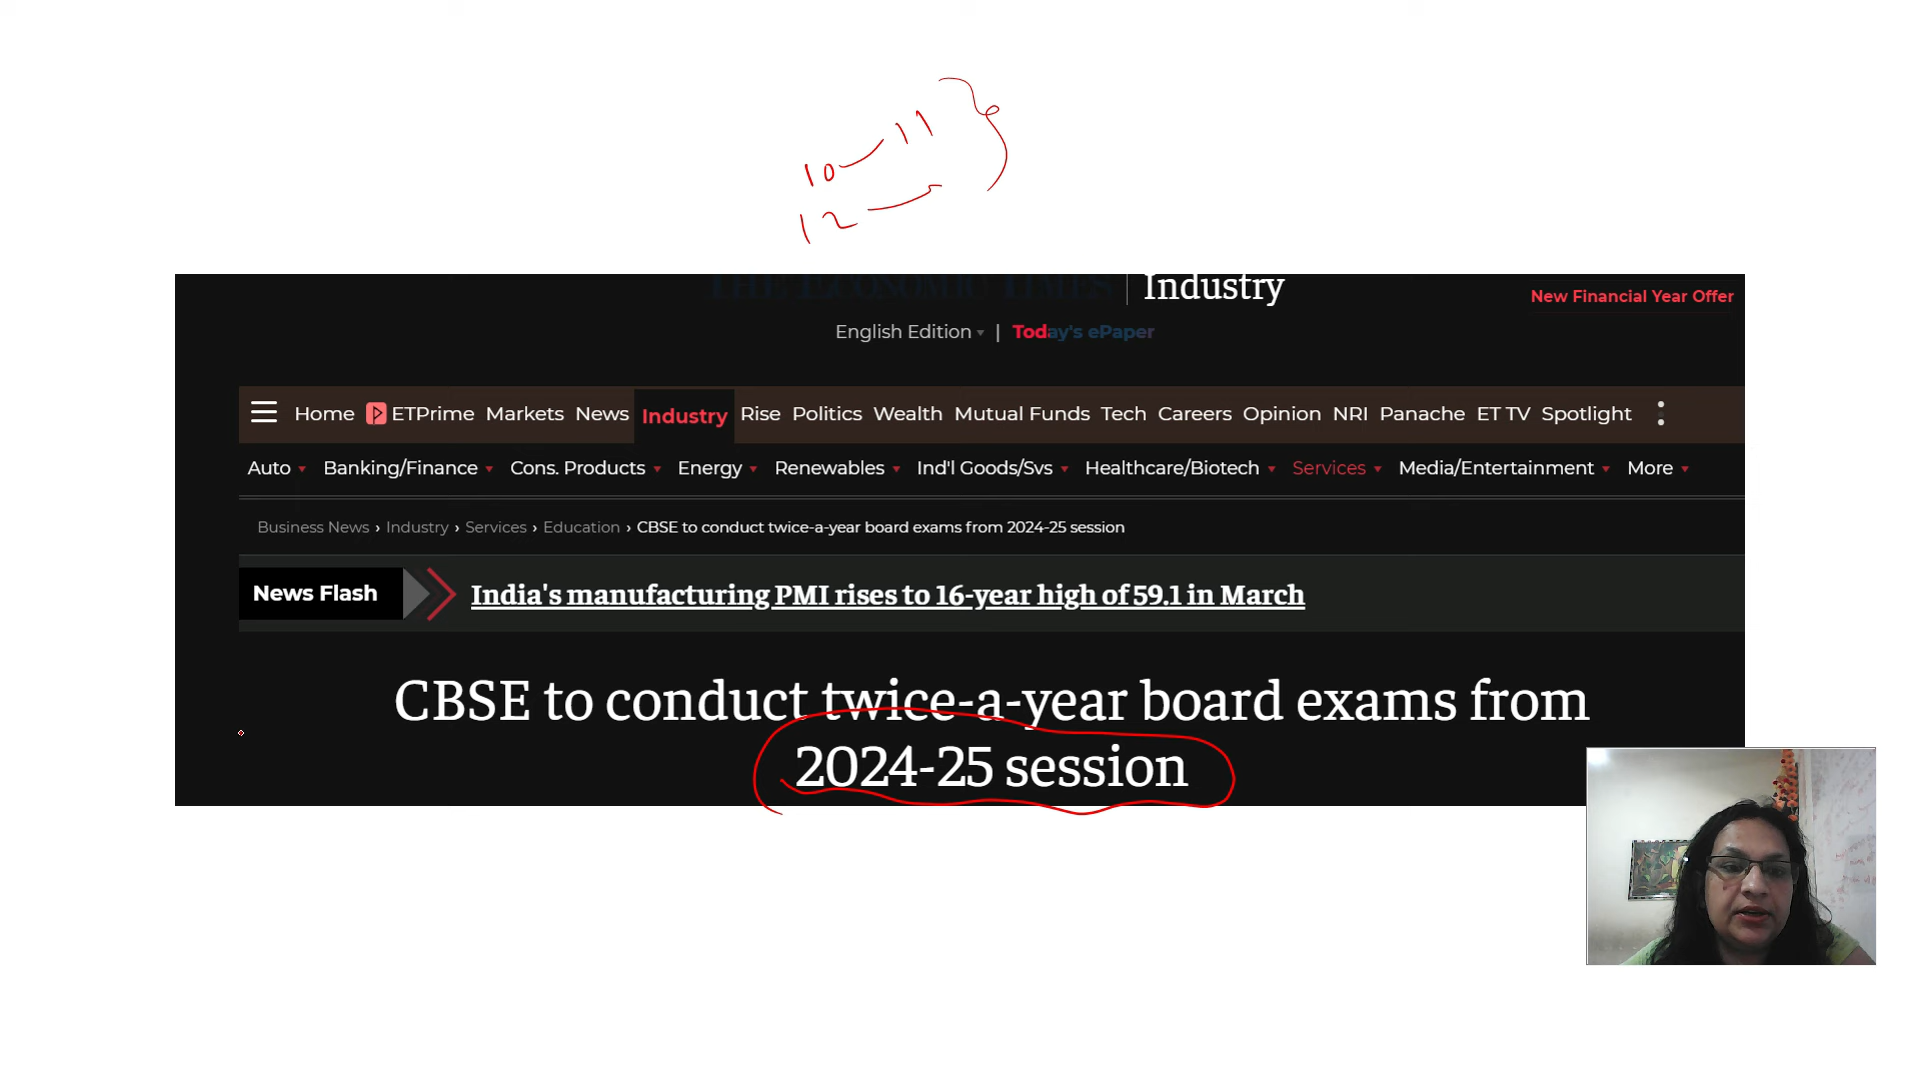 10 11
12
THE ECONOMIC TIMES | Industry
New Financial Year Offer
English Edition | Today's ePaper
Home ETPrime Markets News Industry Rise Politics Wealth Mutual Funds Tech Careers Opinion NRI Panache ET TV Spotlight
Auto Banking/Finance Cons. Products Energy Renewables Ind'l Goods/Svs Healthcare/Biotech Services Media/Entertainment More
Business News › Industry › Services › Education › CBSE to conduct twice-a-year board exams from 2024-25 session
News Flash India's manufacturing PMI rises to 16-year high of 59.1 in March
CBSE to conduct twice-a-year board exams from
2024-25 session